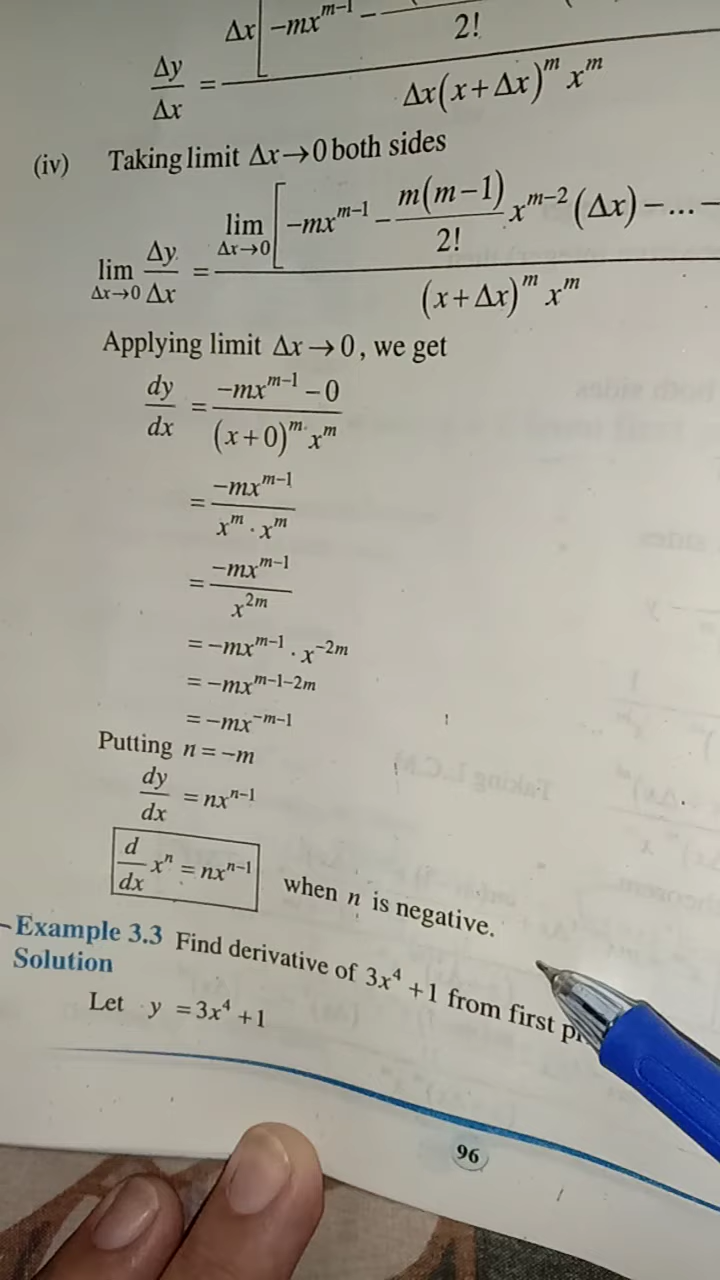 Δy/Δx = Δx[-mx^{m-1} - /2! / Δx(x+Δx)^m x^m
(iv) Taking limit Δx→0 both sides
lim_{Δx→0} Δy/Δx = lim_{Δx→0} [-mx^{m-1} - m(m-1)/2! x^{m-2}(Δx) - ... - / (x+Δx)^m x^m
Applying limit Δx→0, we get
dy/dx = -mx^{m-1} - 0 / (x+0)^m x^m
= -mx^{m-1} / x^m · x^m
= -mx^{m-1} / x^{2m}
= -mx^{m-1} · x^{-2m}
= -mx^{m-1-2m}
= -mx^{-m-1}
Putting n = -m
dy/dx = nx^{n-1}
d/dx x^n = nx^{n-1} when n is negative.
Example 3.3 Find derivative of 3x^4 +1 from first
Solution
Let y = 3x^4 +1
96